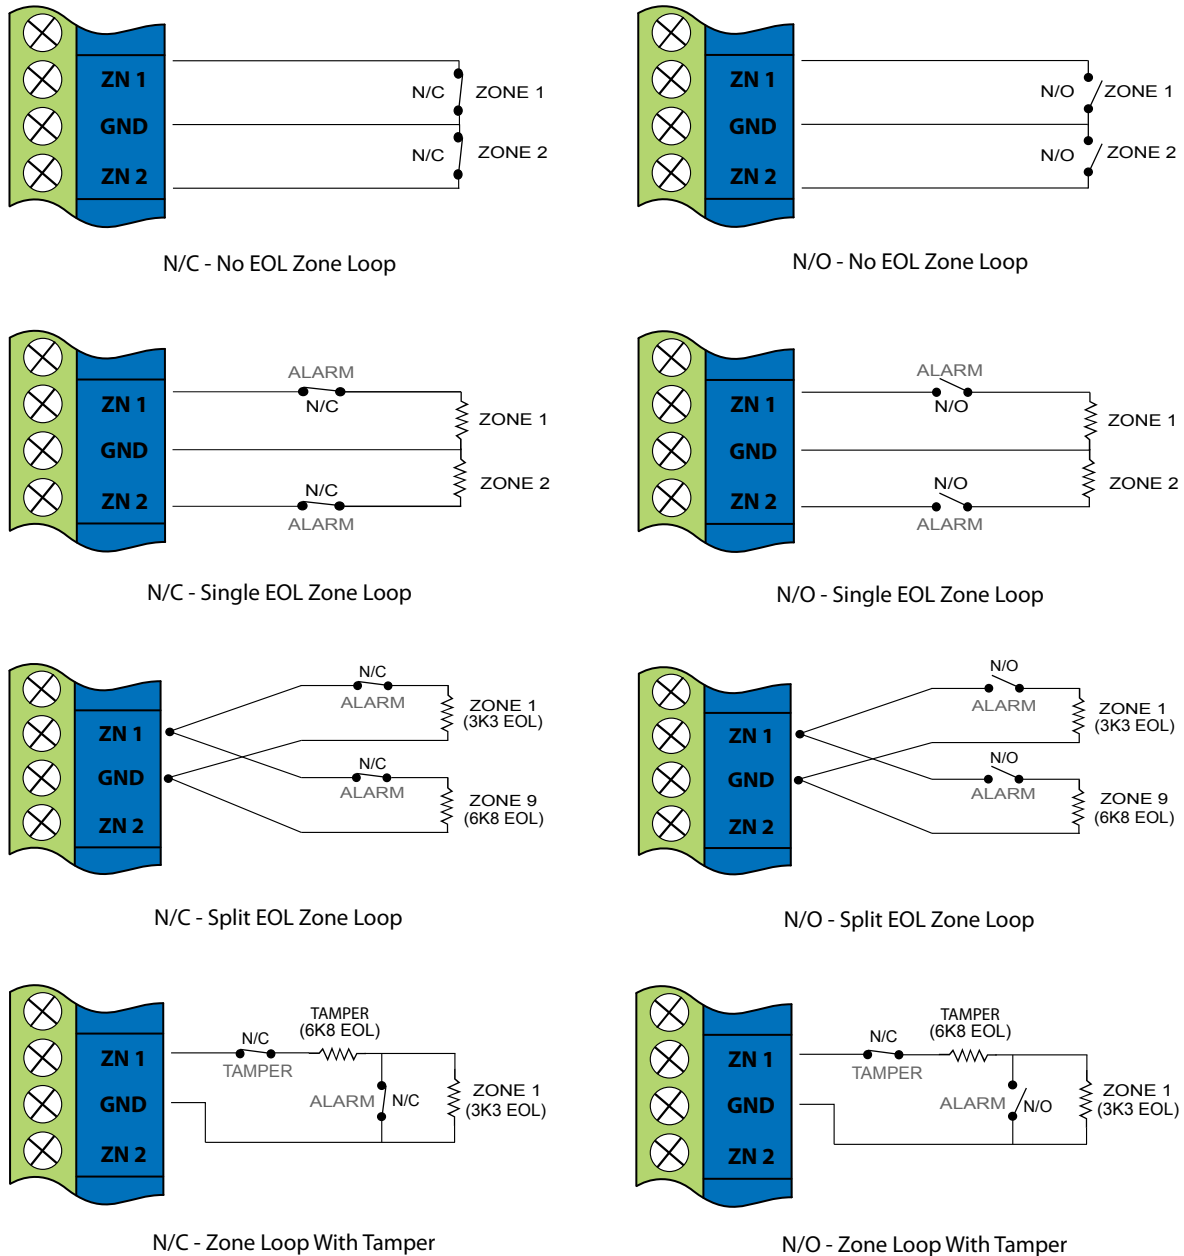 ZN 1
GND
ZN 2
N/C
ZONE 1
N/C
ZONE 2
N/C - No EOL Zone Loop
ZN 1
GND
ZN 2
N/O
ZONE 1
N/O
ZONE 2
N/O - No EOL Zone Loop
ZN 1
GND
ZN 2
ALARM
N/C
ZONE 1
ZONE 2
N/C
ALARM
N/C - Single EOL Zone Loop
ZN 1
GND
ZN 2
ALARM
N/O
ZONE 1
N/O
ZONE 2
ALARM
N/O - Single EOL Zone Loop
ZN 1
GND
ZN 2
N/C
ALARM
ZONE 1
(3K3 EOL)
N/C
ALARM
ZONE 9
(6K8 EOL)
N/C - Split EOL Zone Loop
ZN 1
GND
ZN 2
N/O
ALARM
ZONE 1
(3K3 EOL)
N/O
ALARM
ZONE 9
(6K8 EOL)
N/O - Split EOL Zone Loop
ZN 1
GND
ZN 2
N/C
TAMPER
TAMPER
(6K8 EOL)
ALARM
N/C
ZONE 1
(3K3 EOL)
N/C - Zone Loop With Tamper
ZN 1
GND
ZN 2
N/C
TAMPER
TAMPER
(6K8 EOL)
ALARM
N/O
ZONE 1
(3K3 EOL)
N/O - Zone Loop With Tamper